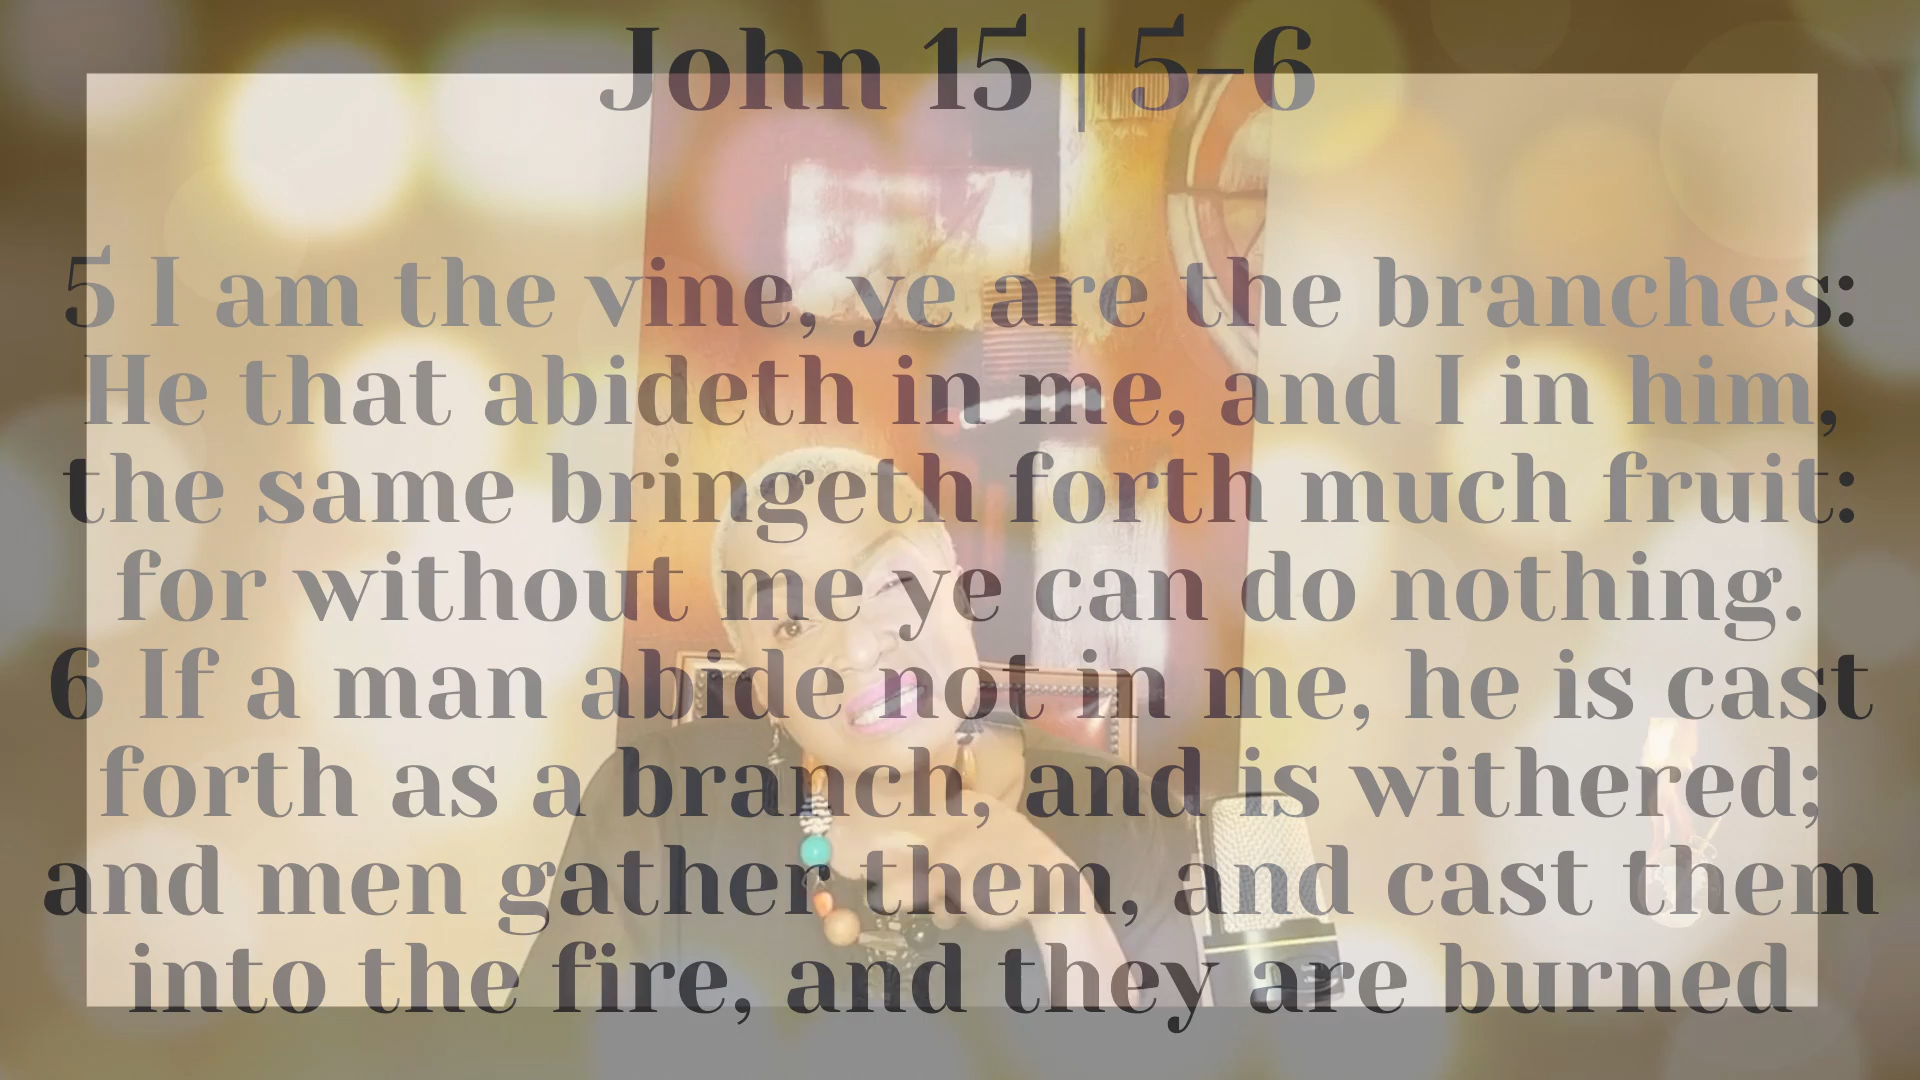 John 15 | 5-6
5 I am the vine, ye are the branches:
He that abideth in me, and I in him,
the same bringeth forth much fruit:
for without me ye can do nothing.
6 If a man abide not in me, he is cast
forth as a branch, and is withered;
and men gather them, and cast them
into the fire, and they are burned